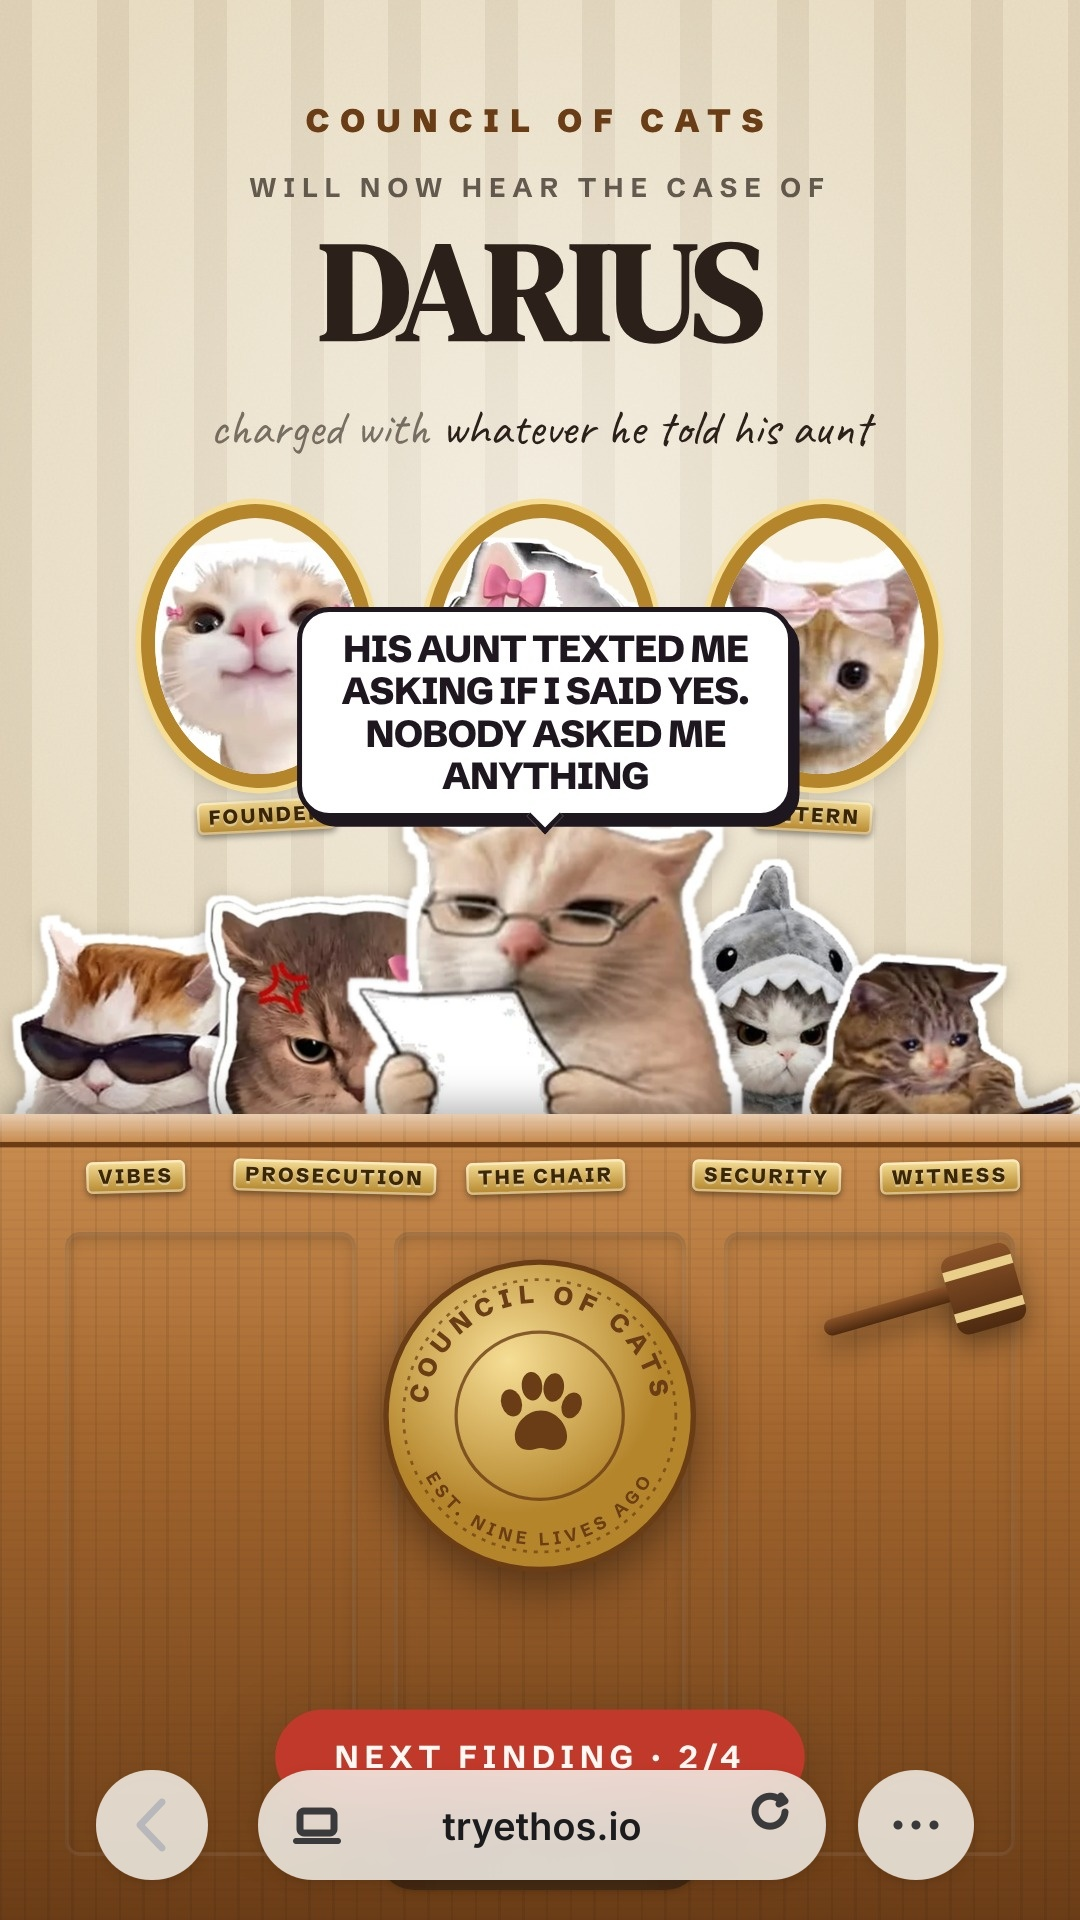 COUNCIL OF CATS
WILL NOW HEAR THE CASE OF
DARIUS
charged with whatever he told his aunt
HIS AUNT TEXTED ME
ASKING IF I SAID YES.
NOBODY ASKED ME
ANYTHING
VIBES
PROSECUTION
THE CHAIR
SECURITY
WITNESS
COUNCIL OF CATS
EST. NINE LIVES AGO
NEXT FINDING · 2/4
tryethos.io